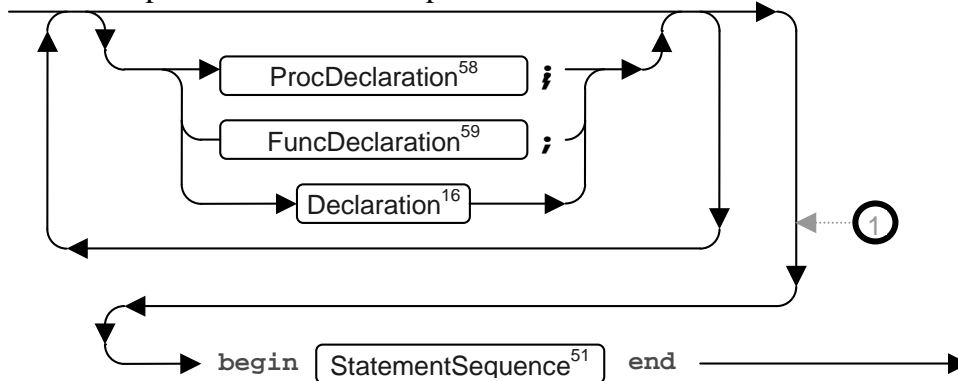 ProcDeclaration58 ;
FuncDeclaration59 ;
Declaration16
1
begin StatementSequence51 end